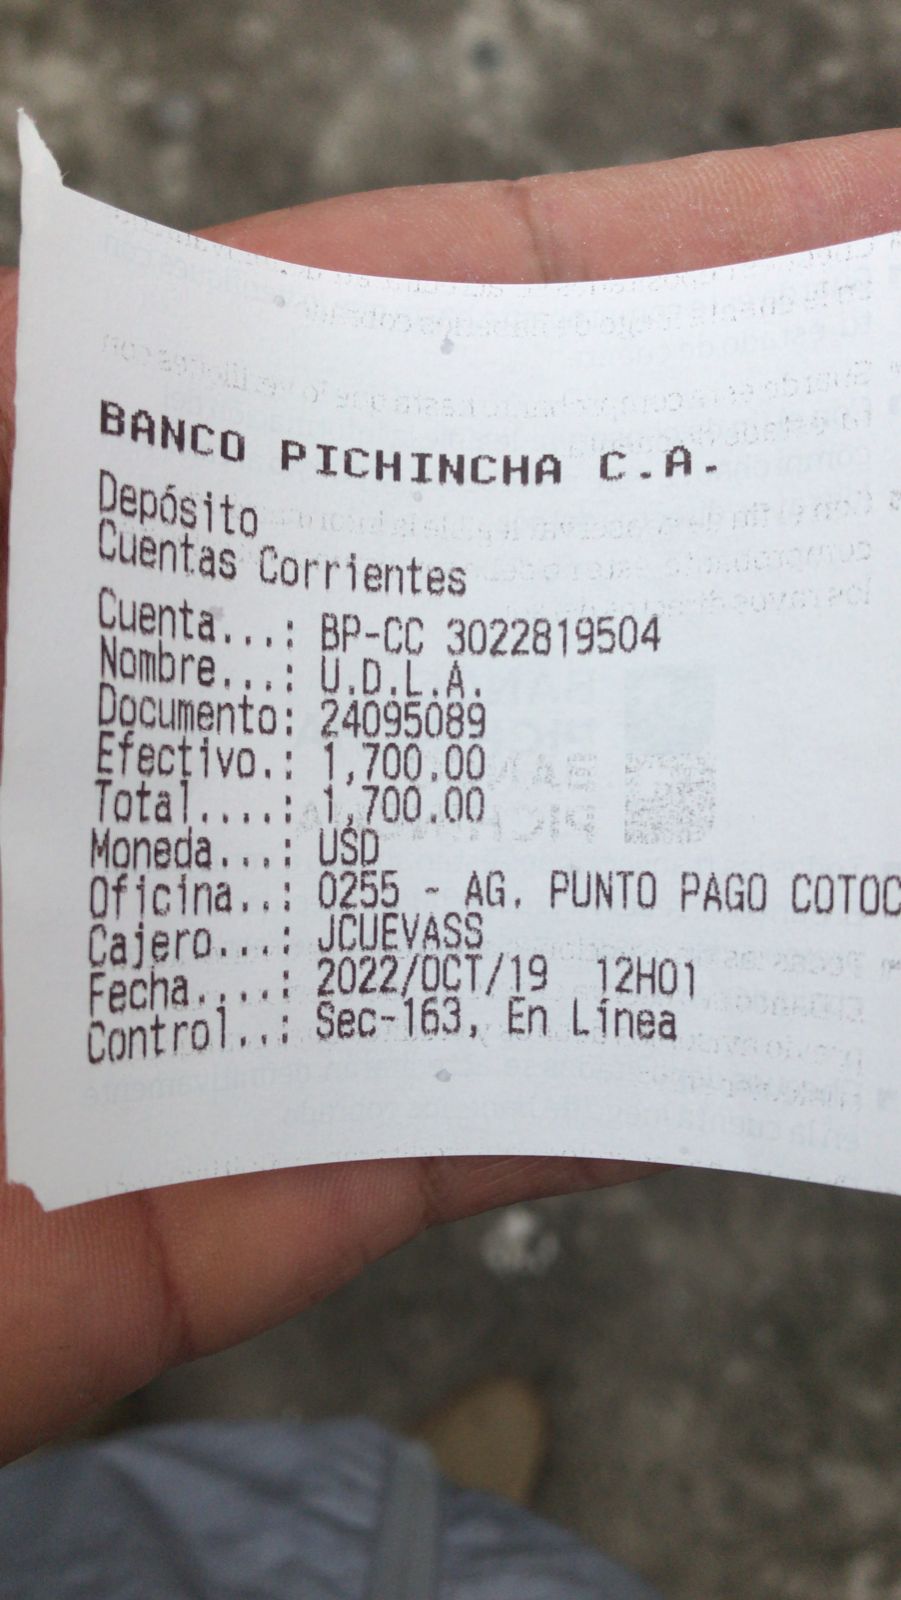 BANCO PICHINCHA C.A.
Depósito
Cuentas Corrientes
Cuenta...: BP-CC 3022819504
Nombre...: U.D.L.A.
Documento: 24095089
Efectivo.: 1,700.00
Total....: 1,700.00
Moneda...: USD
Oficina..: 0255 - AG. PUNTO PAGO COTOC
Cajero...: JCUEVASS
Fecha....: 2022/OCT/19 12H01
Control..: Sec-163, En Línea